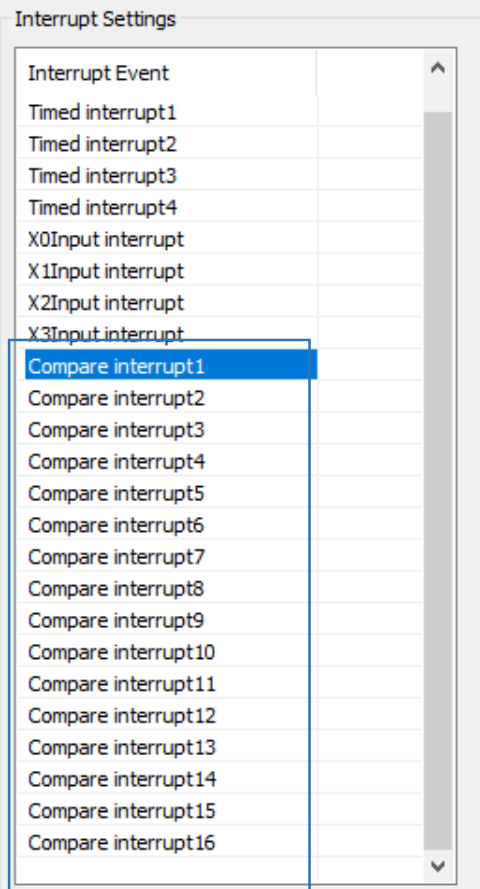 Interrupt Settings
Interrupt Event
Timed interrupt1
Timed interrupt2
Timed interrupt3
Timed interrupt4
X0Input interrupt
X1Input interrupt
X2Input interrupt
X3Input interrupt
Compare interrupt1
Compare interrupt2
Compare interrupt3
Compare interrupt4
Compare interrupt5
Compare interrupt6
Compare interrupt7
Compare interrupt8
Compare interrupt9
Compare interrupt10
Compare interrupt11
Compare interrupt12
Compare interrupt13
Compare interrupt14
Compare interrupt15
Compare interrupt16